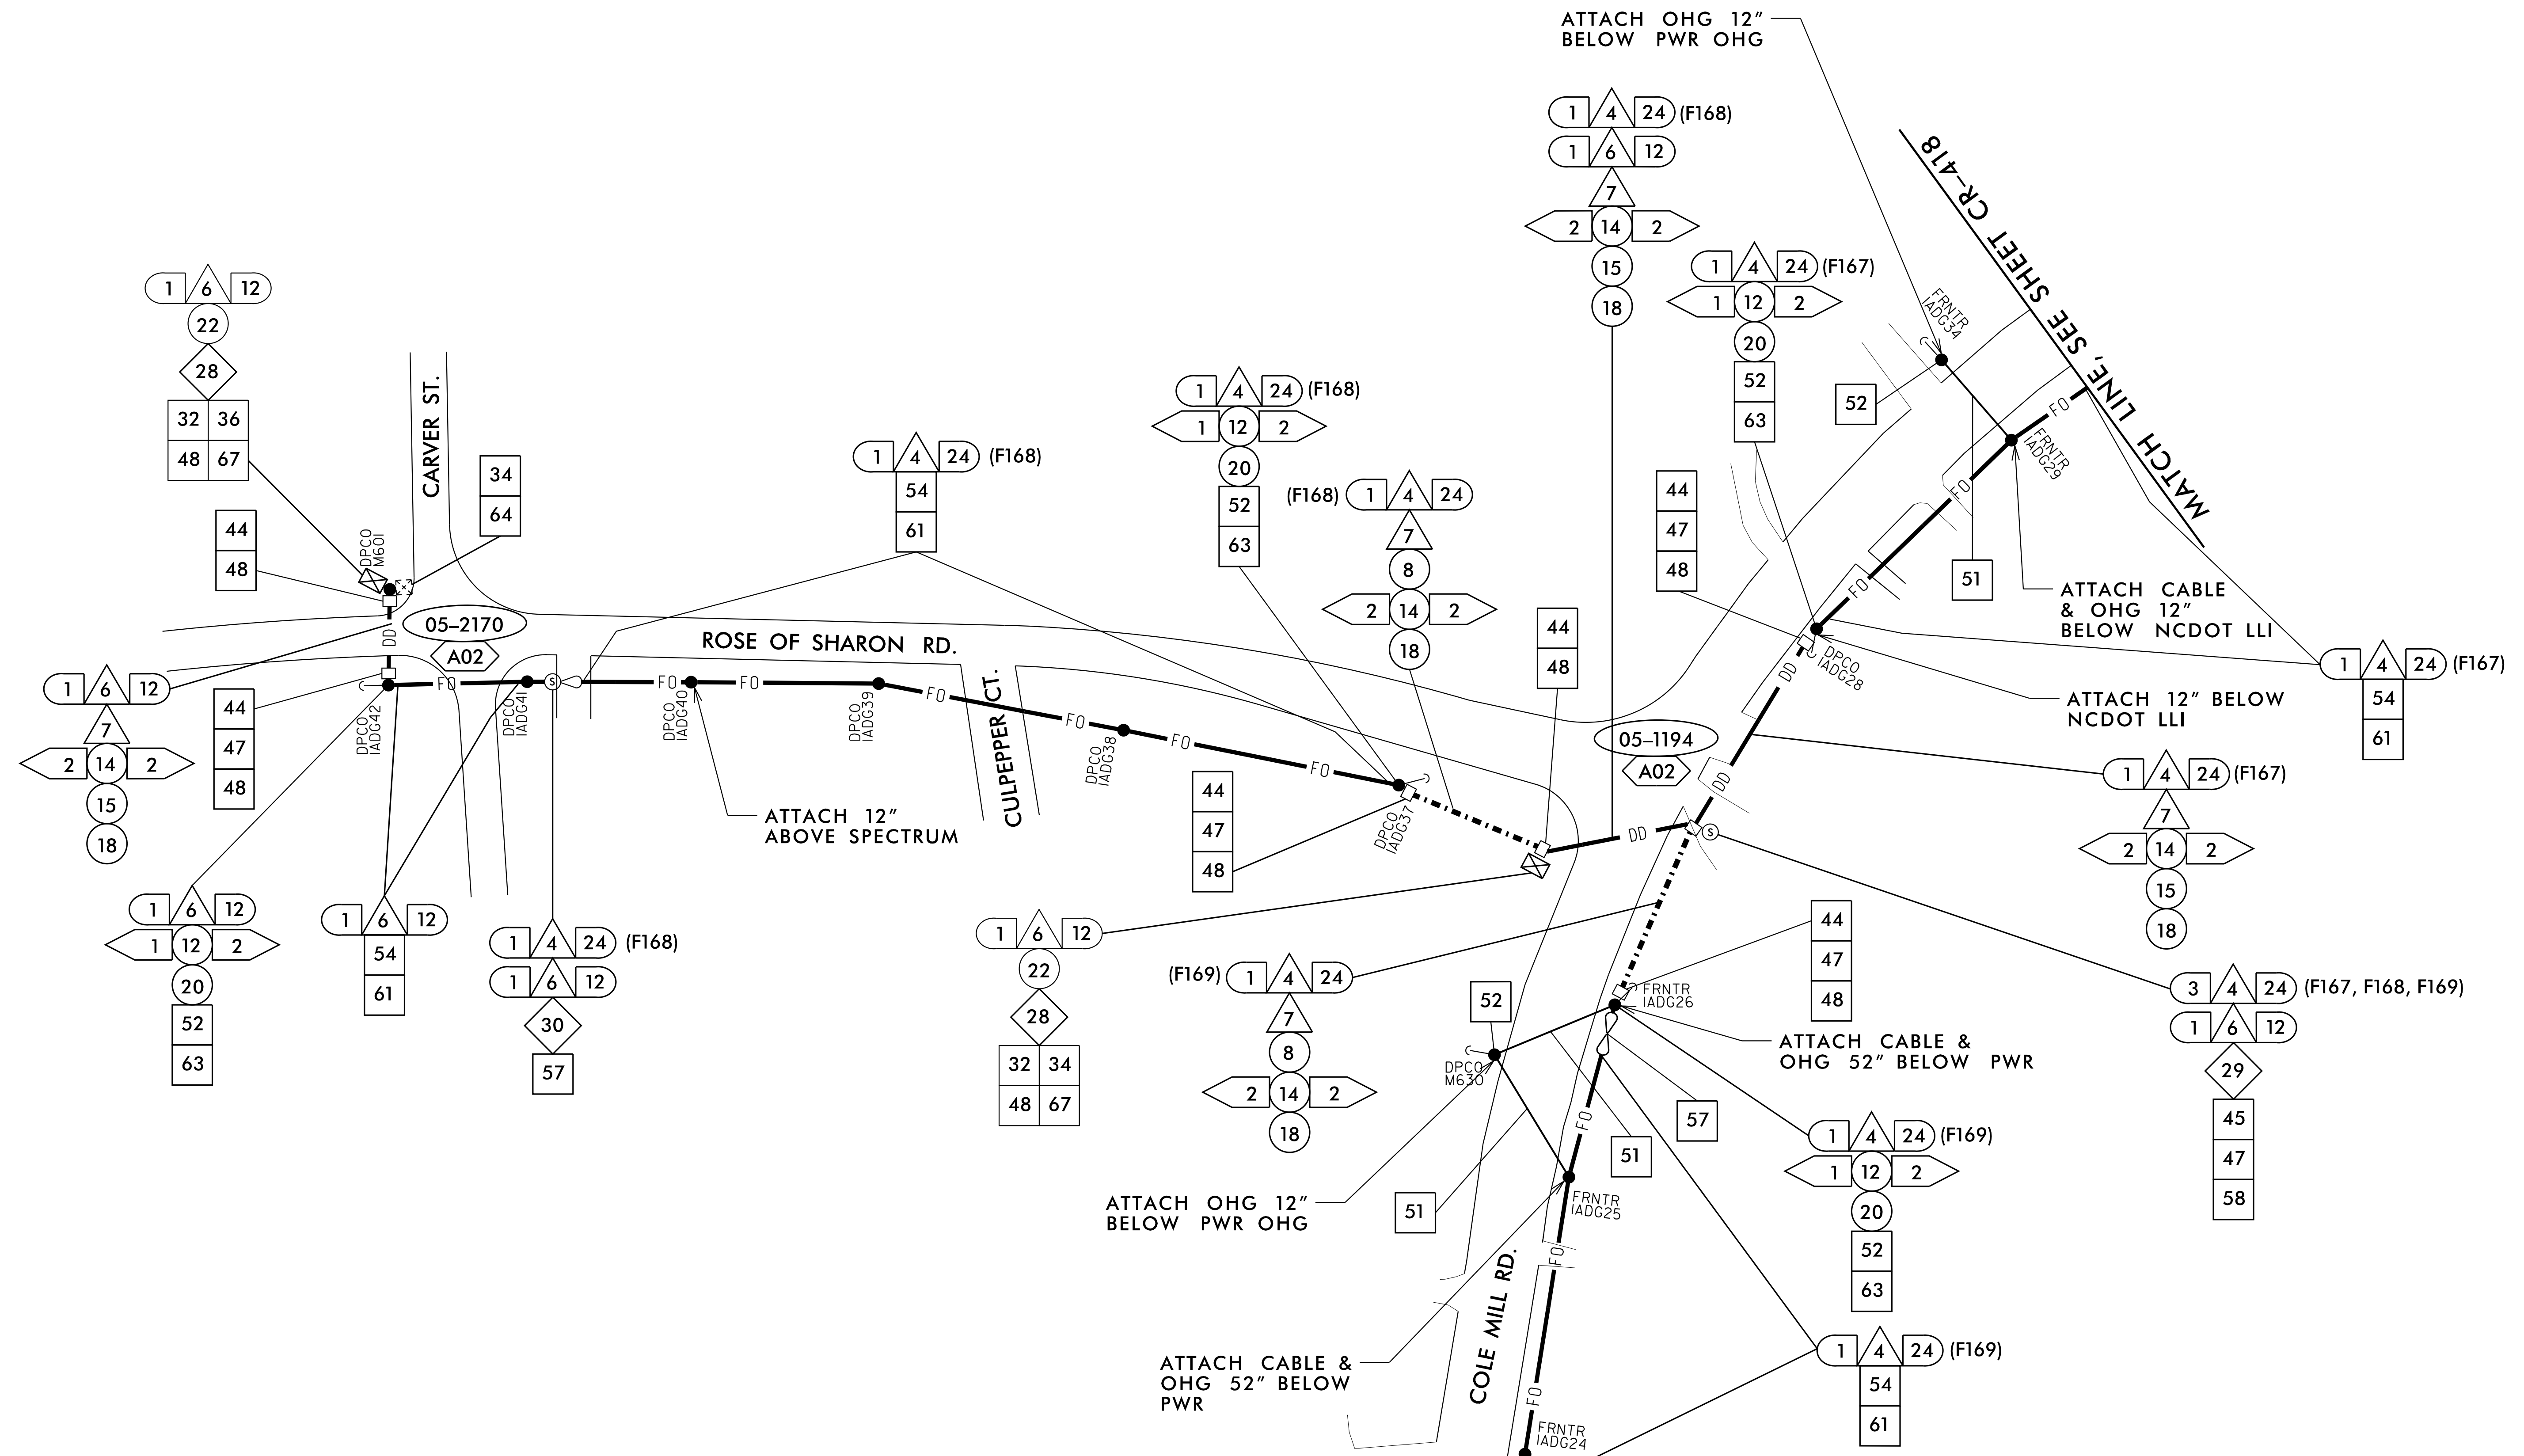 ATTACH OHG 12"
BELOW PWR OHG
MATCH LINE, SEE SHEET CR-418
1 4 24 (F168)
1 6 12
7
2 14 2
15
18
1 4 24 (F167)
1 12 2
20
52
63
FRNTR
IADG34
52
FRNTR
IADG29
FO
FO
FO
51
ATTACH CABLE
& OHG 12"
BELOW NCDOT LLI
1 6 12
22
28
32 36
48 67
CARVER ST.
34
64
44
48
DPCO
M601
DD
05-2170
A02
1 6 12
7
2 14 2
15
18
44
47
48
DPCO
IADG42
FO
DPCO
IADG41
S
1 4 24 (F168)
54
61
ROSE OF SHARON RD.
FO
DPCO
IADG40
FO
DPCO
IADG39
FO
CULPEPPER CT.
FO
DPCO
IADG38
FO
FO
ATTACH 12"
ABOVE SPECTRUM
1 4 24 (F168)
1 12 2
20
52
63
(F168) 1 4 24
7
8
2 14 2
18
44
48
44
47
48
44
47
48
DPCO
IADG37
DD
05-1194
A02
DD
DD
S
DPCO
IADG28
ATTACH 12" BELOW
NCDOT LLI
1 4 24 (F167)
54
61
1 4 24 (F167)
7
2 14 2
15
18
1 6 12
1 12 2
20
52
63
1 6 12
54
61
1 4 24 (F168)
1 6 12
30
57
1 6 12
22
28
32 34
48 67
(F169) 1 4 24
7
8
2 14 2
18
52
DPCO
M630
FRNTR
IADG26
44
47
48
ATTACH CABLE &
OHG 52" BELOW PWR
3 4 24 (F167, F168, F169)
1 6 12
29
45
47
58
57
51
51
FO
FRNTR
IADG25
FO
ATTACH OHG 12"
BELOW PWR OHG
1 4 24 (F169)
1 12 2
20
52
63
COLE MILL RD.
ATTACH CABLE &
OHG 52" BELOW
PWR
FO
FRNTR
IADG24
1 4 24 (F169)
54
61